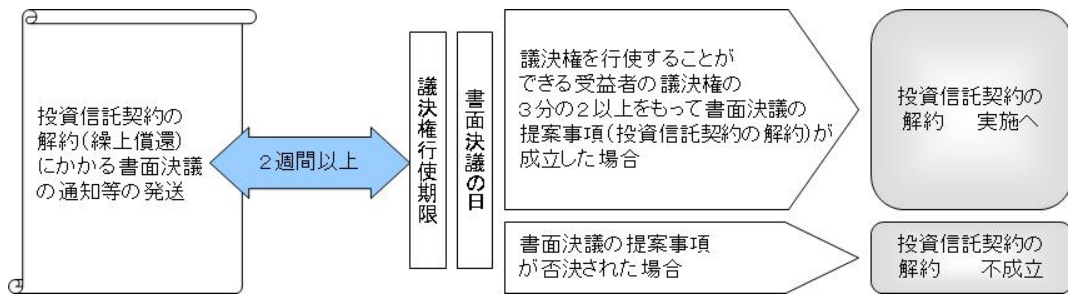 投資信託契約の
解約(繰上償還)
にかかる書面決議
の通知等の発送
2週間以上
議決権行使期限
書面決議の日
議決権を行使することが
できる受益者の議決権の
3分の2以上をもって書面決議の
提案事項(投資信託契約の解約)が
成立した場合
投資信託契約の
解約 実施へ
書面決議の提案事項
が否決された場合
投資信託契約の
解約 不成立